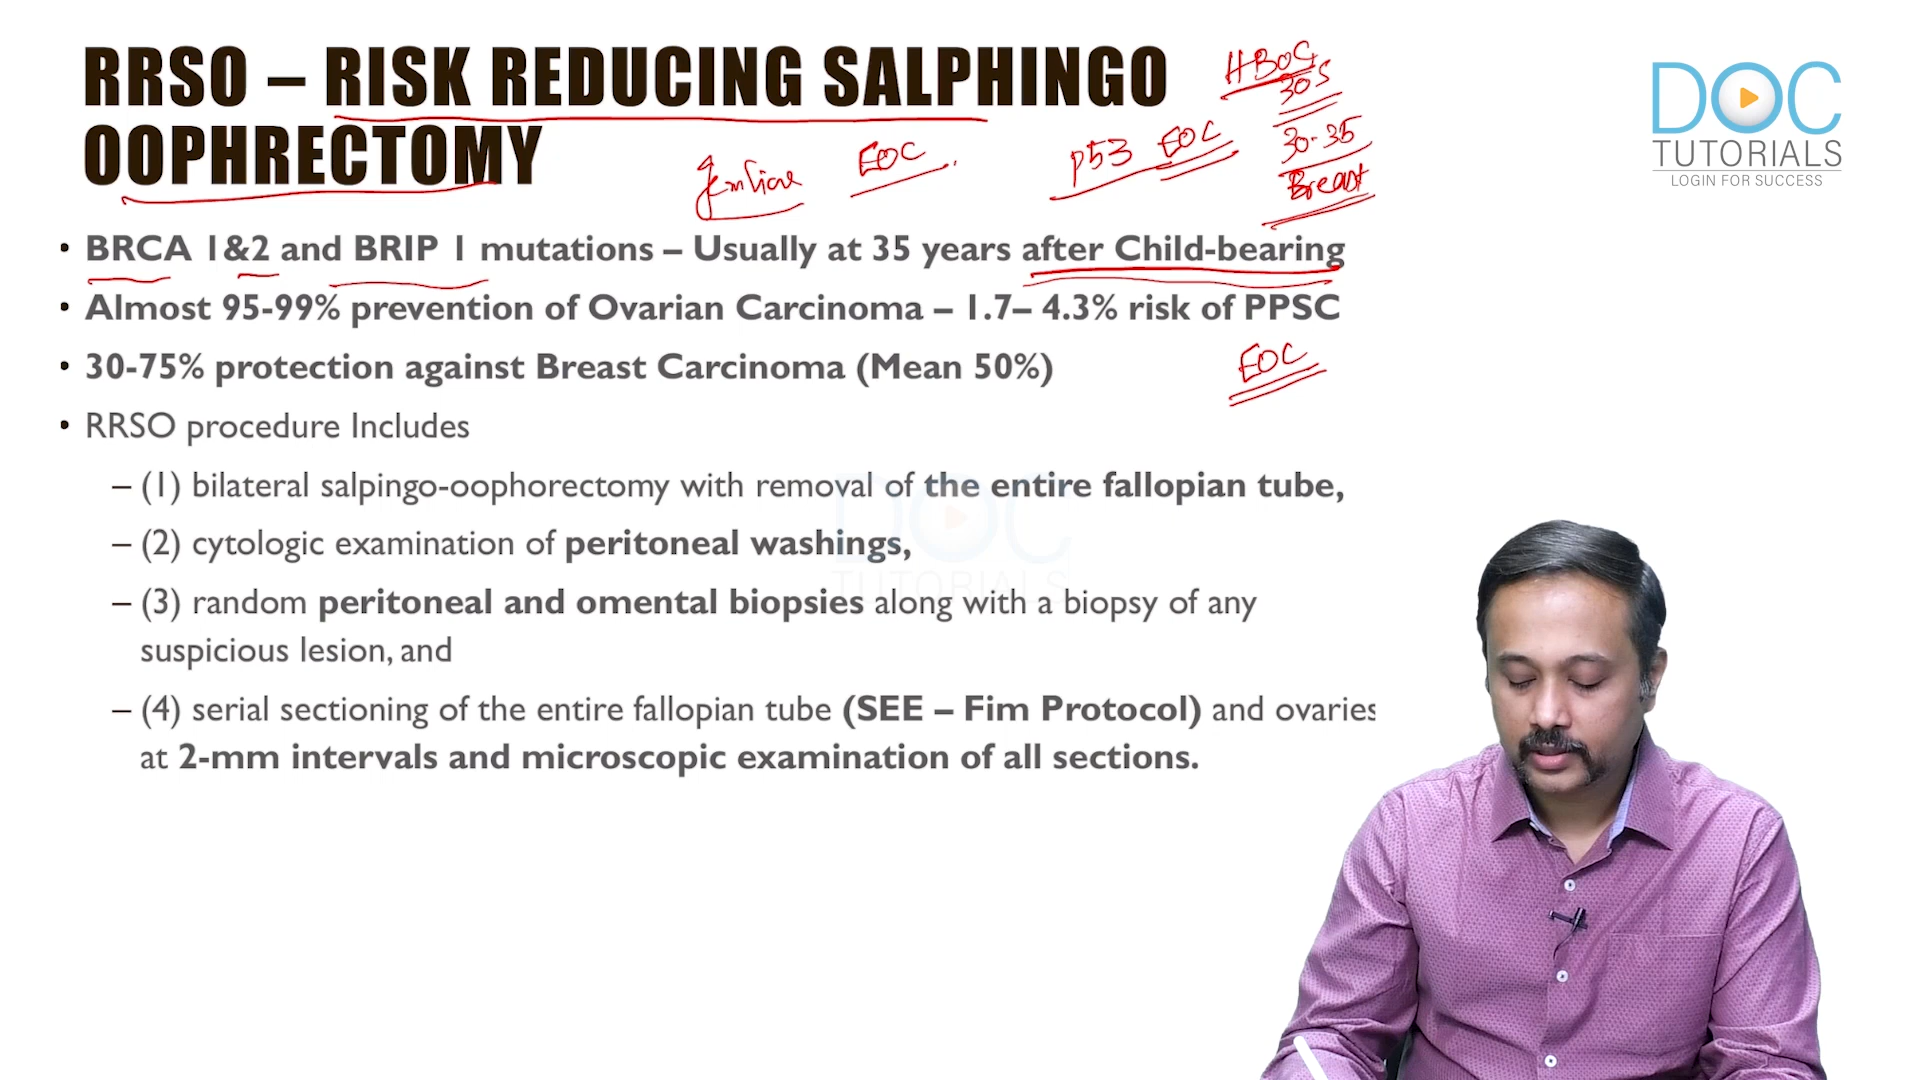 RRSO – RISK REDUCING SALPHINGO
OOPHRECTOMY
HBOC
30s
30-35
Breast
EOC
p53 EOC
DOC
TUTORIALS
LOGIN FOR SUCCESS
• BRCA 1&2 and BRIP 1 mutations – Usually at 35 years after Child-bearing
• Almost 95-99% prevention of Ovarian Carcinoma – 1.7– 4.3% risk of PPSC
• 30-75% protection against Breast Carcinoma (Mean 50%)
EOC
• RRSO procedure Includes
– (1) bilateral salpingo-oophorectomy with removal of the entire fallopian tube,
– (2) cytologic examination of peritoneal washings,
– (3) random peritoneal and omental biopsies along with a biopsy of any
suspicious lesion, and
– (4) serial sectioning of the entire fallopian tube (SEE – Fim Protocol) and ovaries
at 2-mm intervals and microscopic examination of all sections.
DOC
TUTORIALS